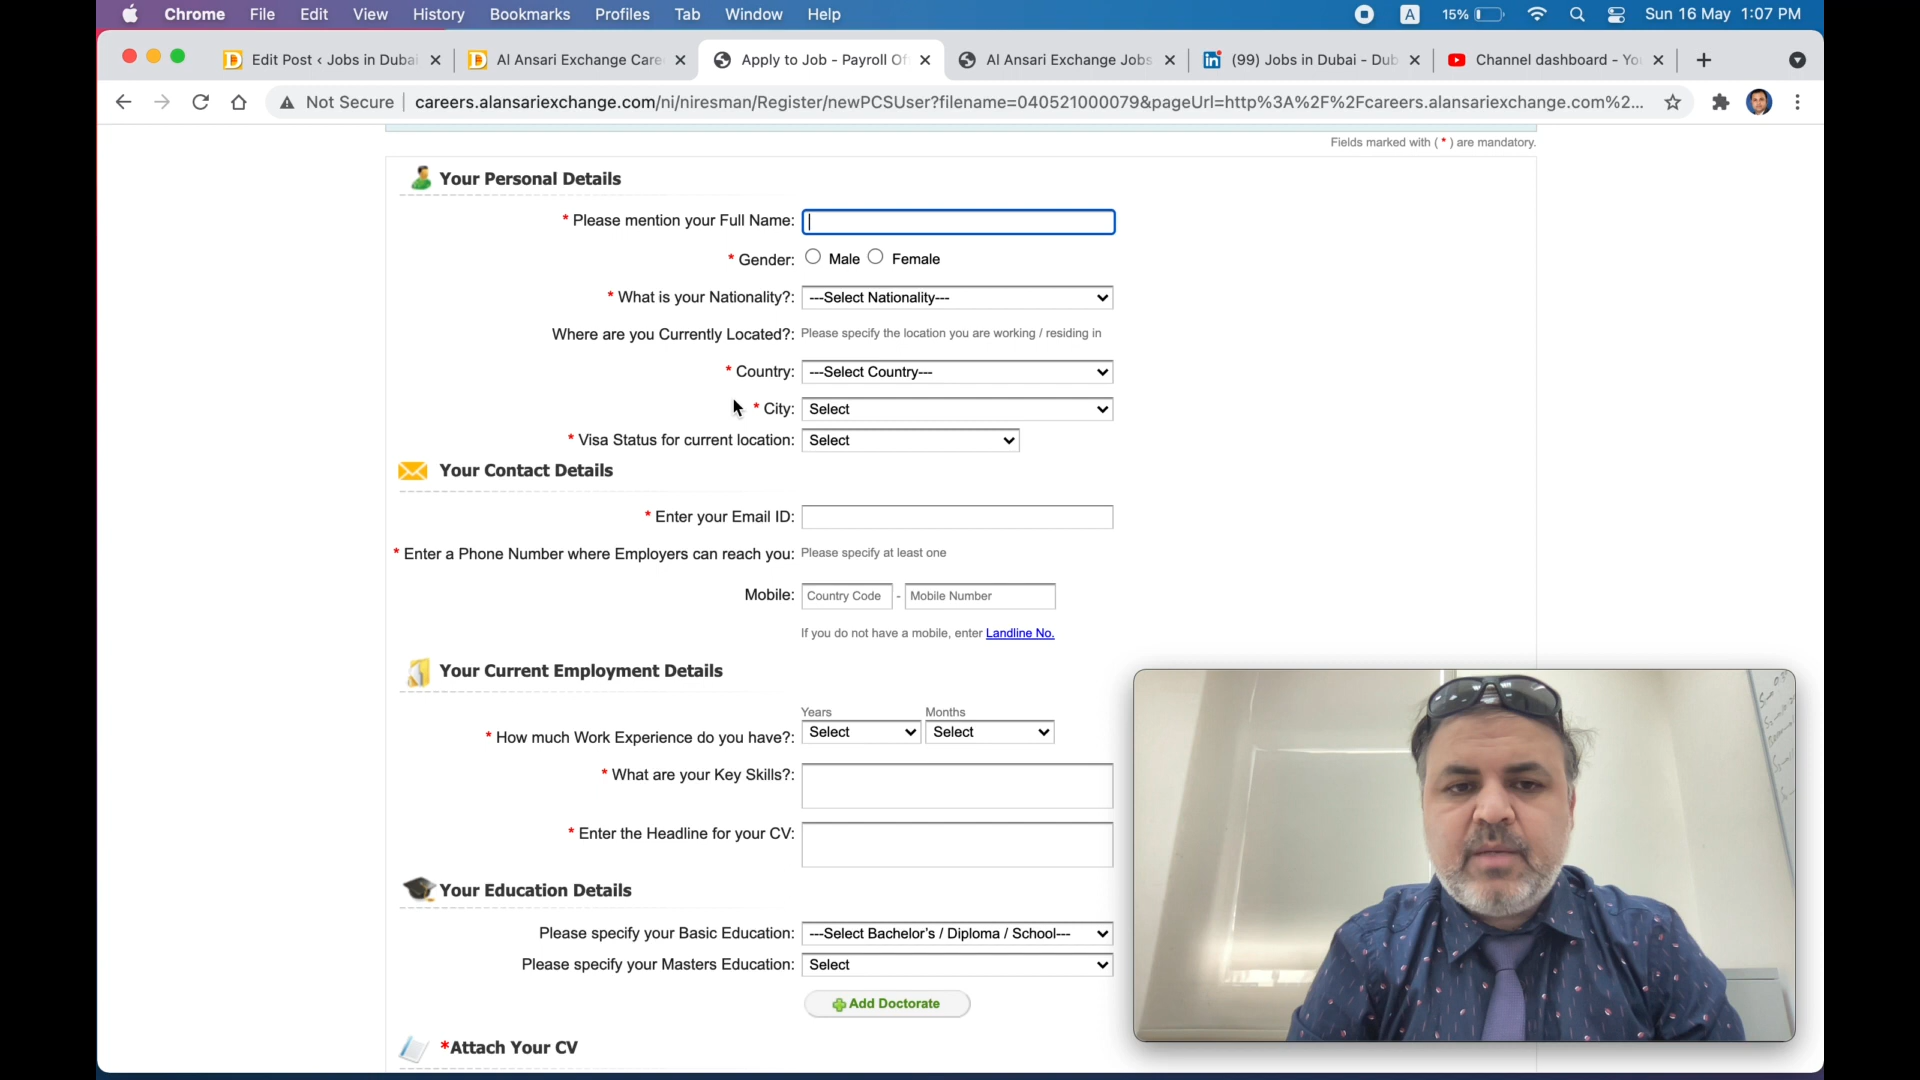 Chrome File Edit View History Bookmarks Profiles Tab Window Help A 15% Sun 16 May 1:07 PM
Edit Post ‹ Jobs in Dubai Al Ansari Exchange Care Apply to Job - Payroll Of Al Ansari Exchange Jobs (99) Jobs in Dubai - Dub Channel dashboard - Yo
Not Secure careers.alansariexchange.com/ni/niresman/Register/newPCSUser?filename=040521000079&pageUrl=http%3A%2F%2Fcareers.alansariexchange.com%2...
Fields marked with ( * ) are mandatory.
Your Personal Details
* Please mention your Full Name:
* Gender: Male Female
* What is your Nationality?: ---Select Nationality---
Where are you Currently Located?: Please specify the location you are working / residing in
* Country: ---Select Country---
* City: Select
* Visa Status for current location: Select
Your Contact Details
* Enter your Email ID:
* Enter a Phone Number where Employers can reach you: Please specify at least one
Mobile: Country Code - Mobile Number
If you do not have a mobile, enter Landline No.
Your Current Employment Details
Years Months
* How much Work Experience do you have?: Select Select
* What are your Key Skills?:
* Enter the Headline for your CV:
Your Education Details
Please specify your Basic Education: ---Select Bachelor's / Diploma / School---
Please specify your Masters Education: Select
Add Doctorate
*Attach Your CV